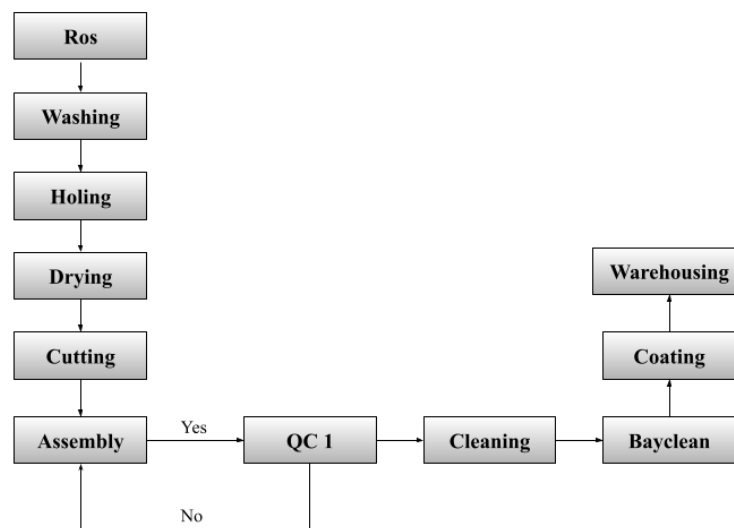 Ros
Washing
Holing
Drying
Warehousing
Cutting
Coating
Assembly
Yes
QC 1
Cleaning
Bayclean
No